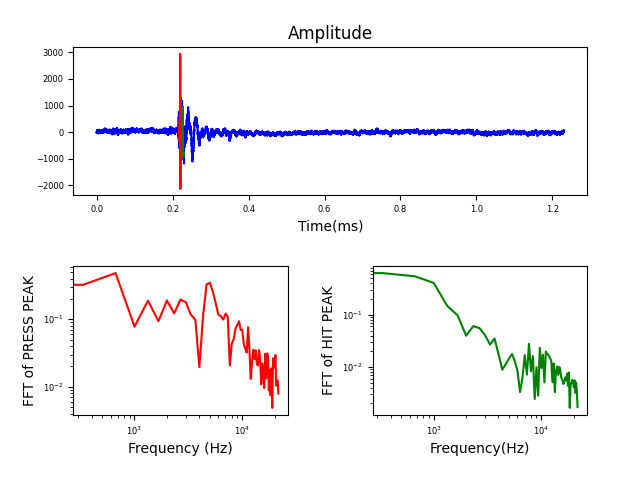 Amplitude
3000
2000
1000
0
−1000
−2000
0.0 0.2 0.4 0.6 0.8 1.0 1.2
Time(ms)
FFT of PRESS PEAK
10⁻¹
10⁻²
10³ 10⁴
Frequency (Hz)
FFT of HIT PEAK
10⁻¹
10⁻²
10³ 10⁴
Frequency(Hz)